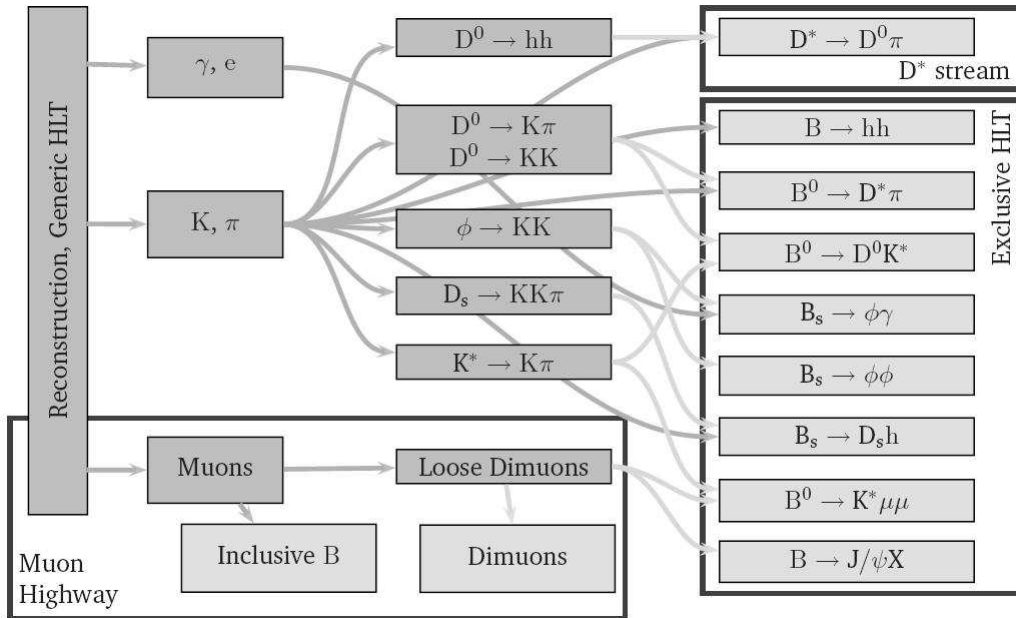 Reconstruction, Generic HLT
γ, e
K, π
D⁰ → hh
D⁰ → Kπ
D⁰ → KK
ϕ → KK
Dₛ → KKπ
K* → Kπ
D* → D⁰π
D* stream
Exclusive HLT
B → hh
B⁰ → D*π
B⁰ → D⁰K*
Bₛ → ϕγ
Bₛ → ϕϕ
Bₛ → Dₛh
B⁰ → K*μμ
B → J/ψX
Muons
Loose Dimuons
Inclusive B
Dimuons
Muon
Highway